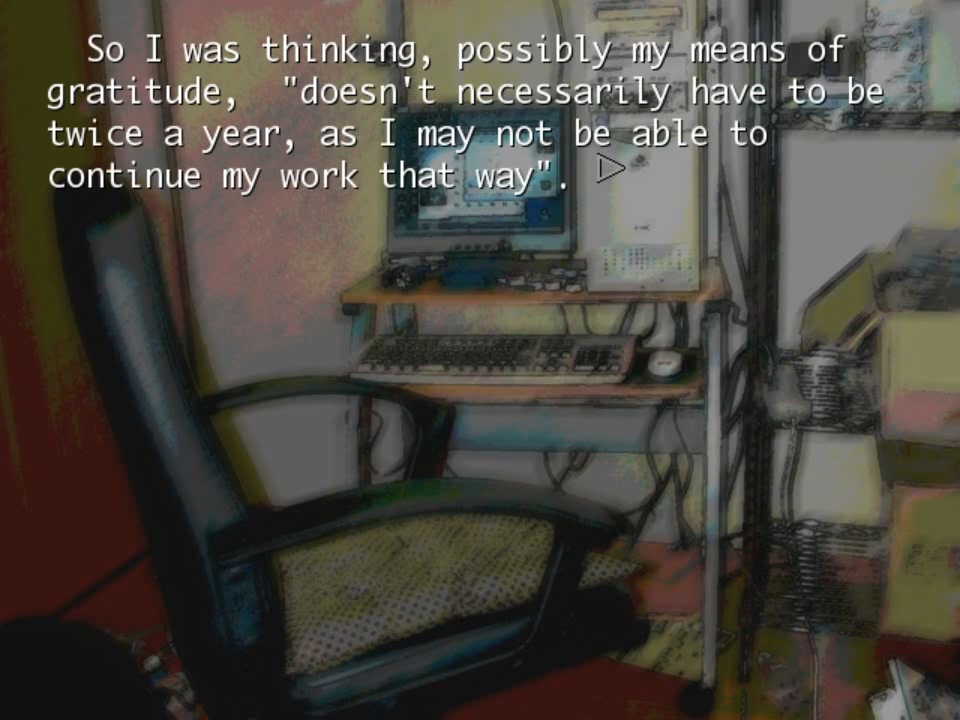 So I was thinking, possibly my means of
gratitude,  "doesn't necessarily have to be
twice a year, as I may not be able to
continue my work that way".